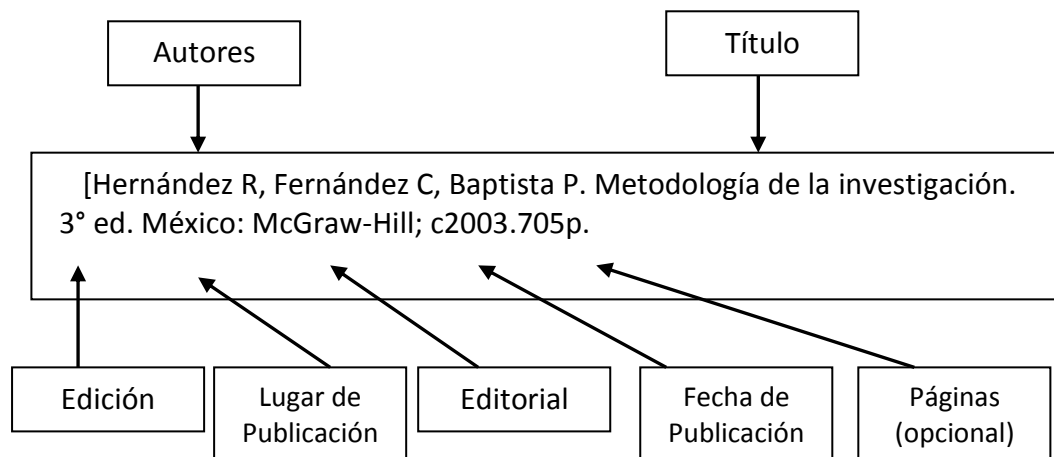 Autores
Título
[Hernández R, Fernández C, Baptista P. Metodología de la investigación.
3° ed. México: McGraw-Hill; c2003.705p.
Edición
Lugar de
Publicación
Editorial
Fecha de
Publicación
Páginas
(opcional)